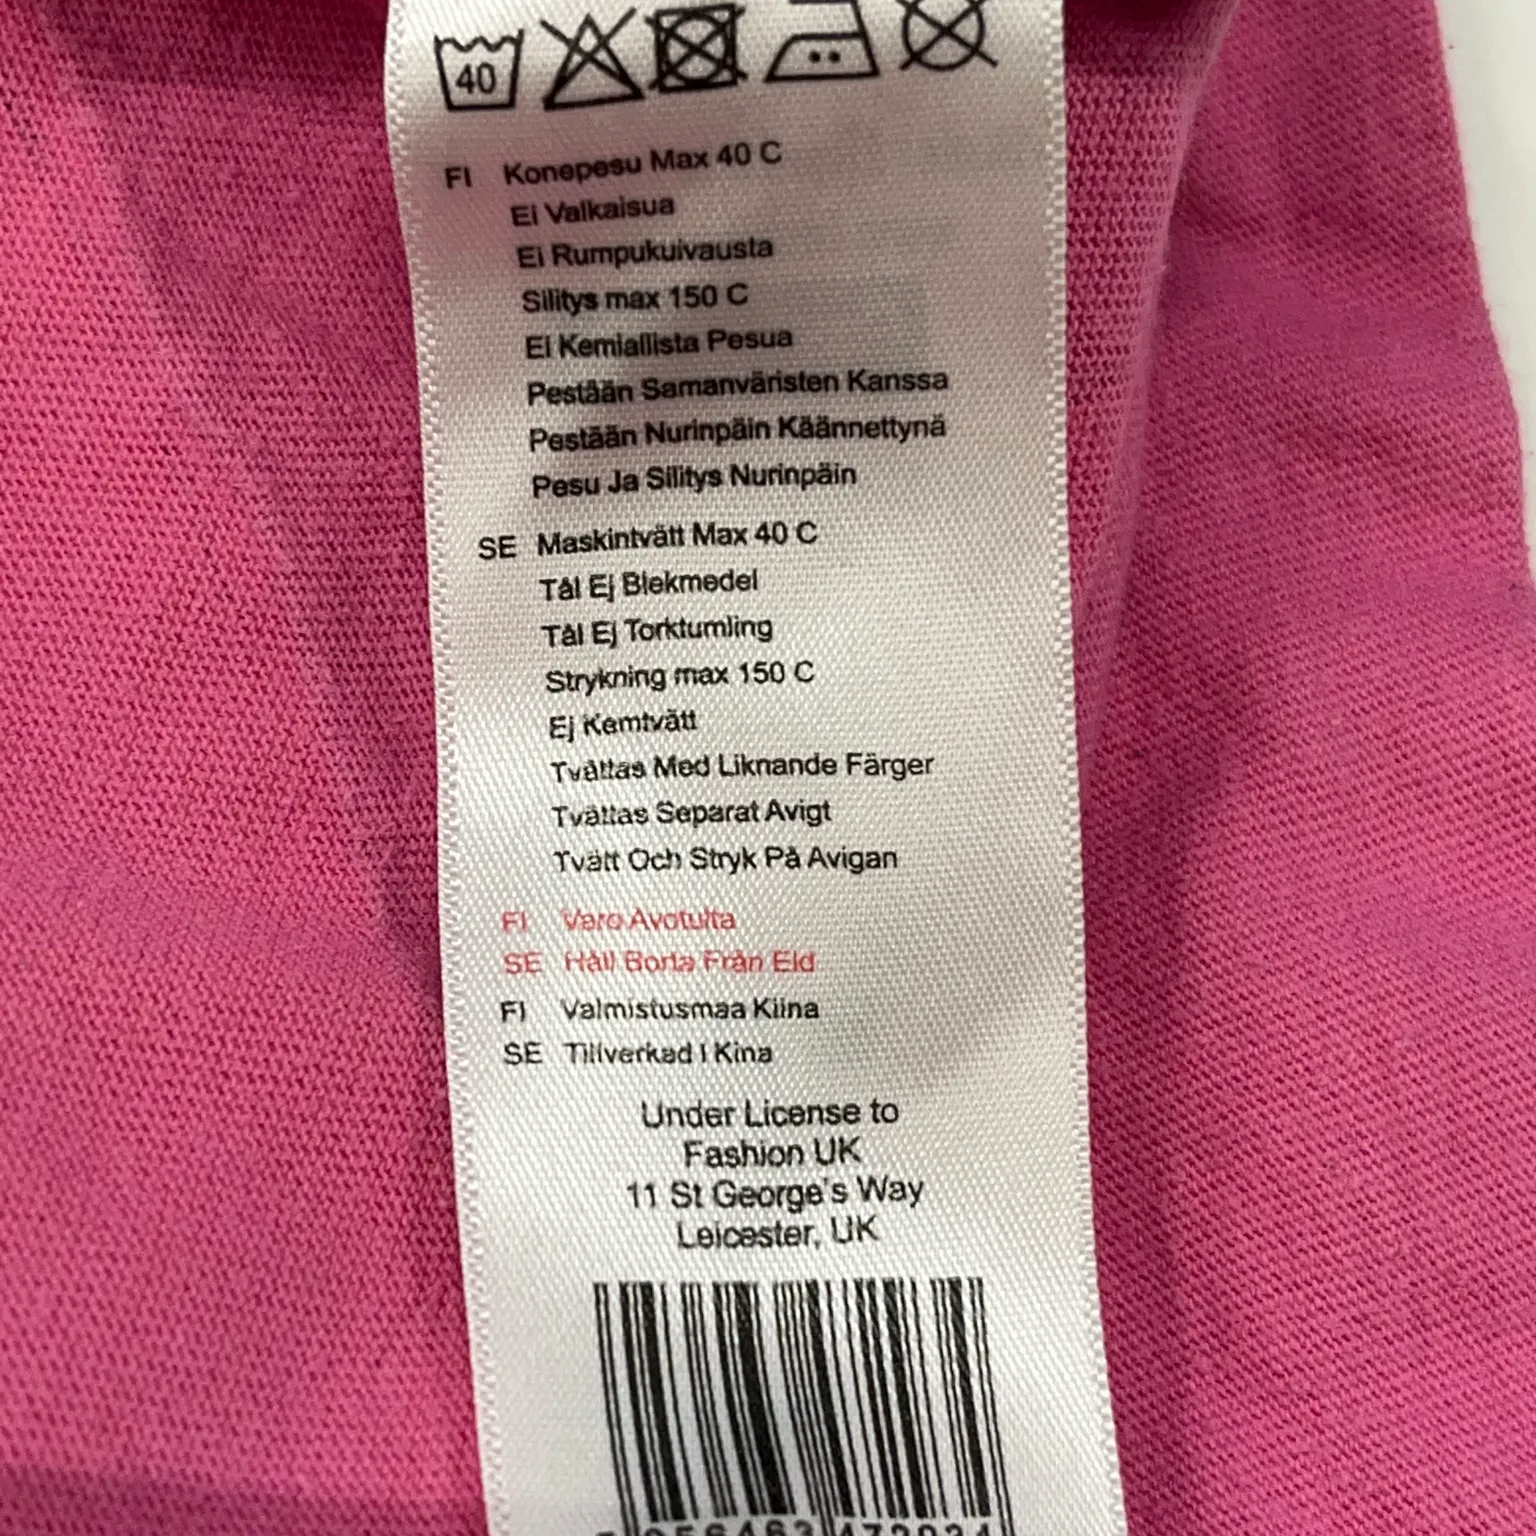 40
FI Konepesu Max 40 C
Ei Valkaisua
Ei Rumpukuivausta
Silitys max 150 C
Ei Kemiallista Pesua
Pestään Samanväristen Kanssa
Pestään Nurinpäin Käännettynä
Pesu Ja Silitys Nurinpäin
SE Maskintvätt Max 40 C
Tål Ej Blekmedel
Tål Ej Torktumling
Strykning max 150 C
Ej Kemtvätt
Tvättas Med Liknande Färger
Tvättas Separat Avigt
Tvätt Och Stryk På Avigan
FI Varo Avotulta
SE Håll Borta Från Eld
FI Valmistusmaa Kiina
SE Tillverkad I Kina
Under License to
Fashion UK
11 St George's Way
Leicester, UK